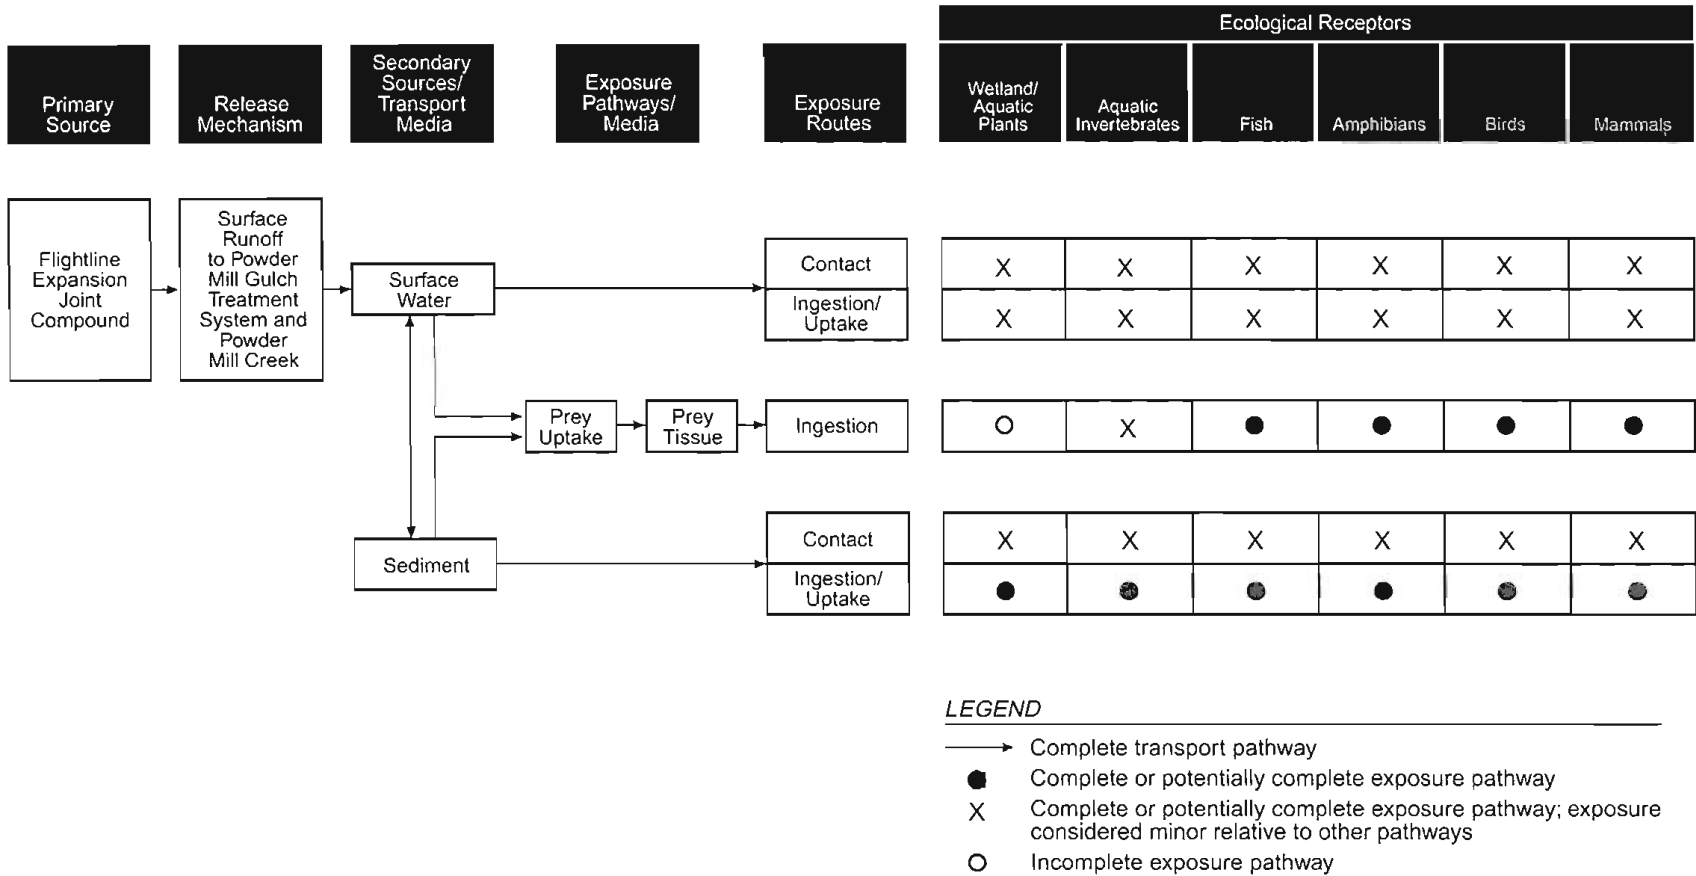 Ecological Receptors
Primary
Source
Release
Mechanism
Secondary
Sources/
Transport
Media
Exposure
Pathways/
Media
Exposure
Routes
Wetland/
Aquatic
Plants
Aquatic
Invertebrates
Fish
Amphibians
Birds
Mammals
Flightline
Expansion
Joint
Compound
Surface
Runoff
to Powder
Mill Gulch
Treatment
System and
Powder
Mill Creek
Surface
Water
Contact
X X X X X X
Ingestion/
Uptake
X X X X X X
Prey
Uptake
Prey
Tissue
Ingestion
X
Sediment
Contact
X X X X X X
Ingestion/
Uptake
LEGEND
Complete transport pathway
Complete or potentially complete exposure pathway
X Complete or potentially complete exposure pathway; exposure
considered minor relative to other pathways
Incomplete exposure pathway